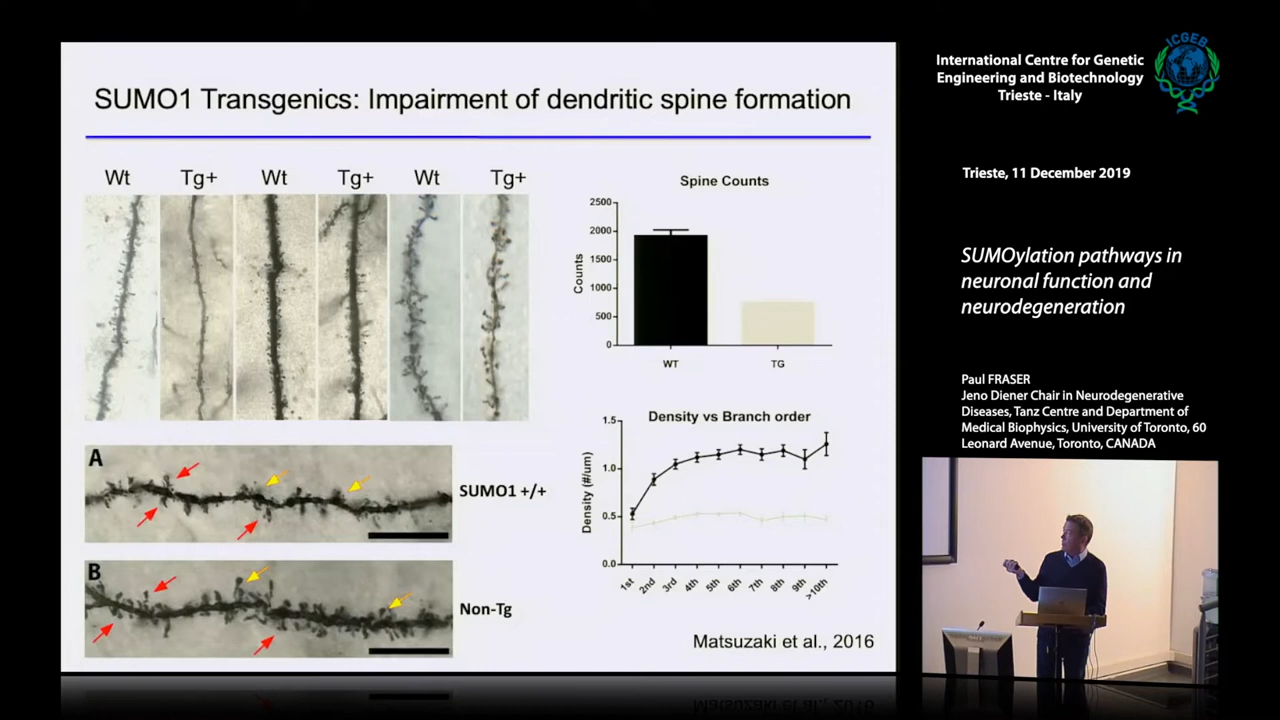 SUMO1 Transgenics: Impairment of dendritic spine formation
Wt Tg+ Wt Tg+ Wt Tg+
A
SUMO1 +/+
B
Non-Tg
Spine Counts
Counts
2500
2000
1500
1000
500
0
WT TG
Density vs Branch order
Density (#/um)
1.5
1.0
0.5
0.0
1st 2nd 3rd 4th 5th 6th 7th 8th 9th >10th
Matsuzaki et al., 2016
International Centre for Genetic
Engineering and Biotechnology
Trieste - Italy
ICGEB
Trieste, 11 December 2019
SUMOylation pathways in
neuronal function and
neurodegeneration
Paul FRASER
Jeno Diener Chair in Neurodegenerative
Diseases, Tanz Centre and Department of
Medical Biophysics, University of Toronto, 60
Leonard Avenue, Toronto, CANADA